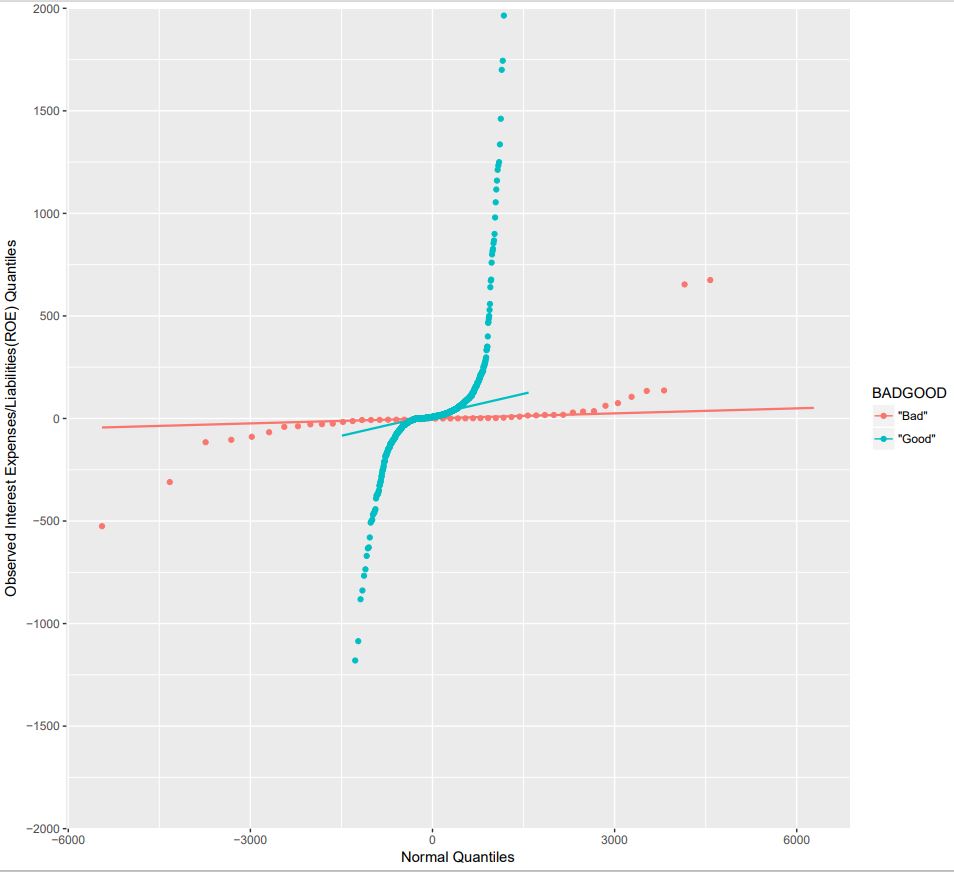 2000
1500
1000
500
0
−500
−1000
−1500
−2000
Observed Interest Expenses/Liabilities(ROE) Quantiles
−6000
−3000
0
3000
6000
Normal Quantiles
BADGOOD
"Bad"
"Good"